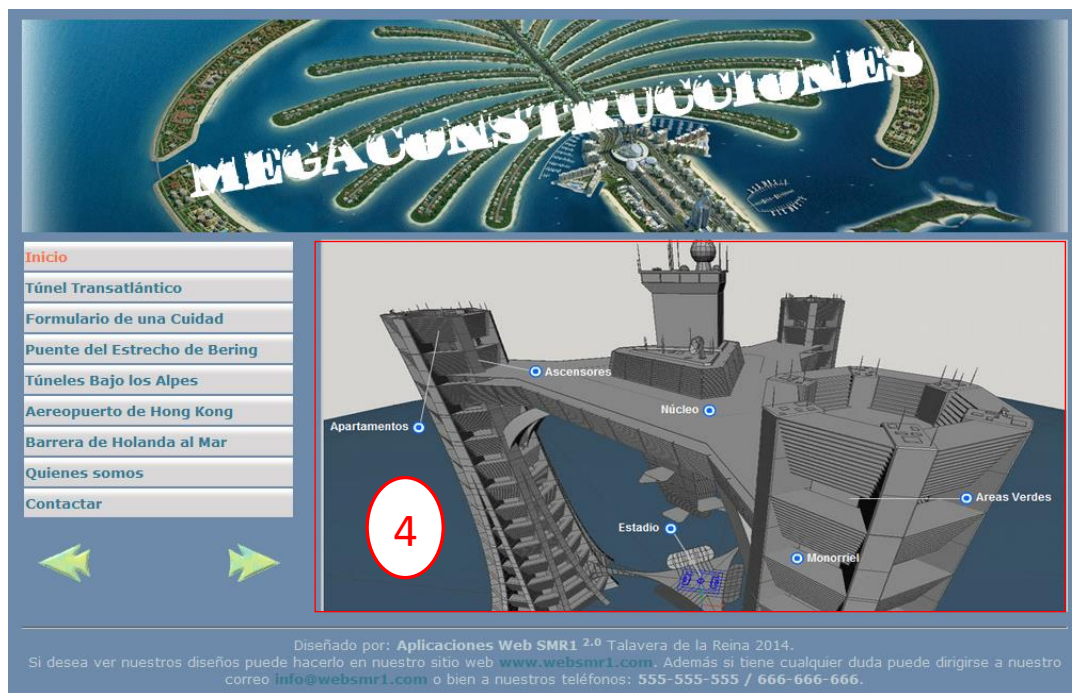 MEGACONSTRUCCIONES
Inicio
Túnel Transatlántico
Formulario de una Cuidad
Puente del Estrecho de Bering
Túneles Bajo los Alpes
Aereopuerto de Hong Kong
Barrera de Holanda al Mar
Quienes somos
Contactar
Ascensores
Núcleo
Apartamentos
Areas Verdes
4
Estadio
Monorriel
Diseñado por: Aplicaciones Web SMR1 2.0 Talavera de la Reina 2014.
Si desea ver nuestros diseños puede hacerlo en nuestro sitio web www.websmr1.com. Además si tiene cualquier duda puede dirigirse a nuestro
correo info@websmr1.com o bien a nuestros teléfonos: 555-555-555 / 666-666-666.